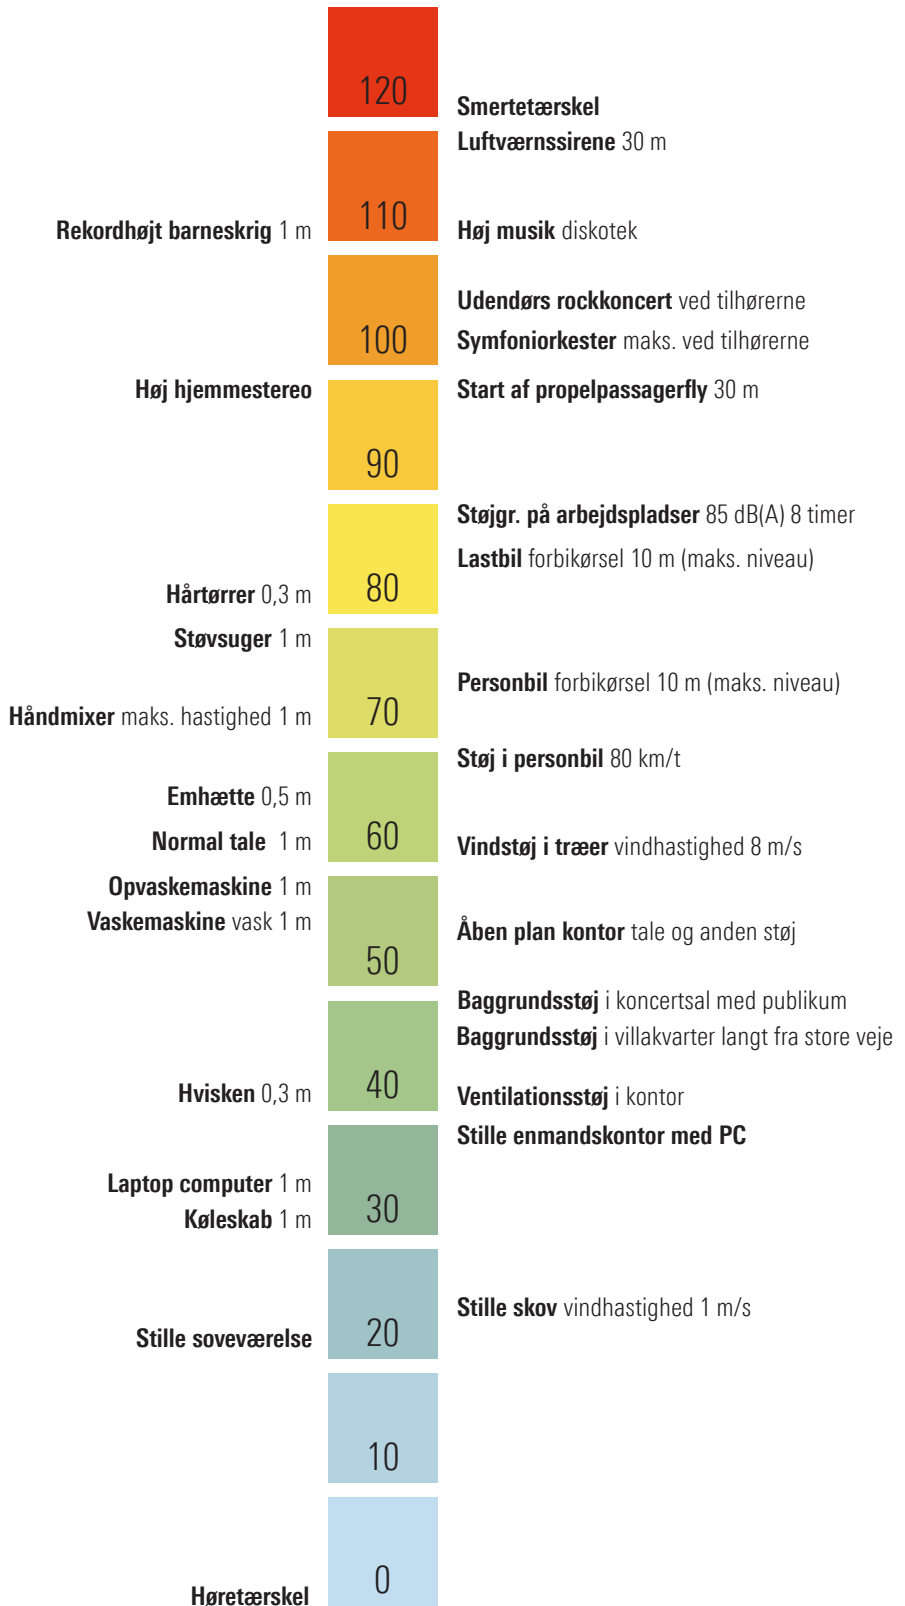 120
Smertetærskel
Luftværnssirene 30 m
110
Rekordhøjt barneskrig 1 m
Høj musik diskotek
Udendørs rockkoncert ved tilhørerne
100
Symfoniorkester maks. ved tilhørerne
Høj hjemmestereo
Start af propelpassagerfly 30 m
90
Støjgr. på arbejdspladser 85 dB(A) 8 timer
Lastbil forbikørsel 10 m (maks. niveau)
80
Hårtørrer 0,3 m
Støvsuger 1 m
Personbil forbikørsel 10 m (maks. niveau)
70
Håndmixer maks. hastighed 1 m
Støj i personbil 80 km/t
Emhætte 0,5 m
60
Normal tale 1 m
Vindstøj i træer vindhastighed 8 m/s
Opvaskemaskine 1 m
Vaskemaskine vask 1 m
Åben plan kontor tale og anden støj
50
Baggrundsstøj i koncertsal med publikum
Baggrundsstøj i villakvarter langt fra store veje
40
Hvisken 0,3 m
Ventilationsstøj i kontor
Stille enmandskontor med PC
Laptop computer 1 m
30
Køleskab 1 m
Stille skov vindhastighed 1 m/s
20
Stille soveværelse
10
0
Høretærskel